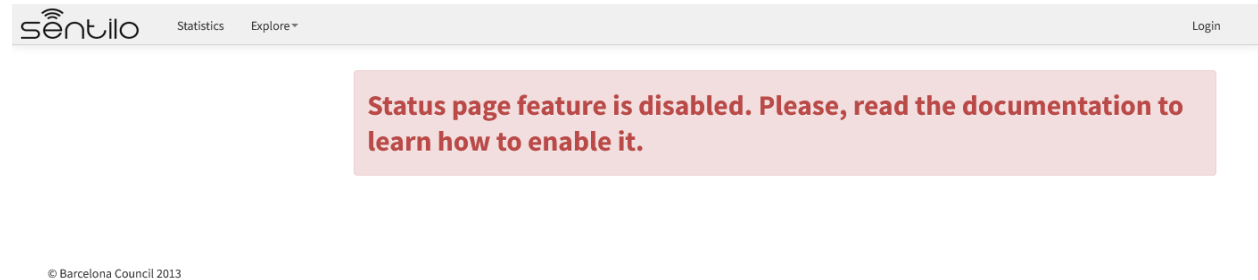 sentilo Statistics Explore Login
Status page feature is disabled. Please, read the documentation to
learn how to enable it.
© Barcelona Council 2013